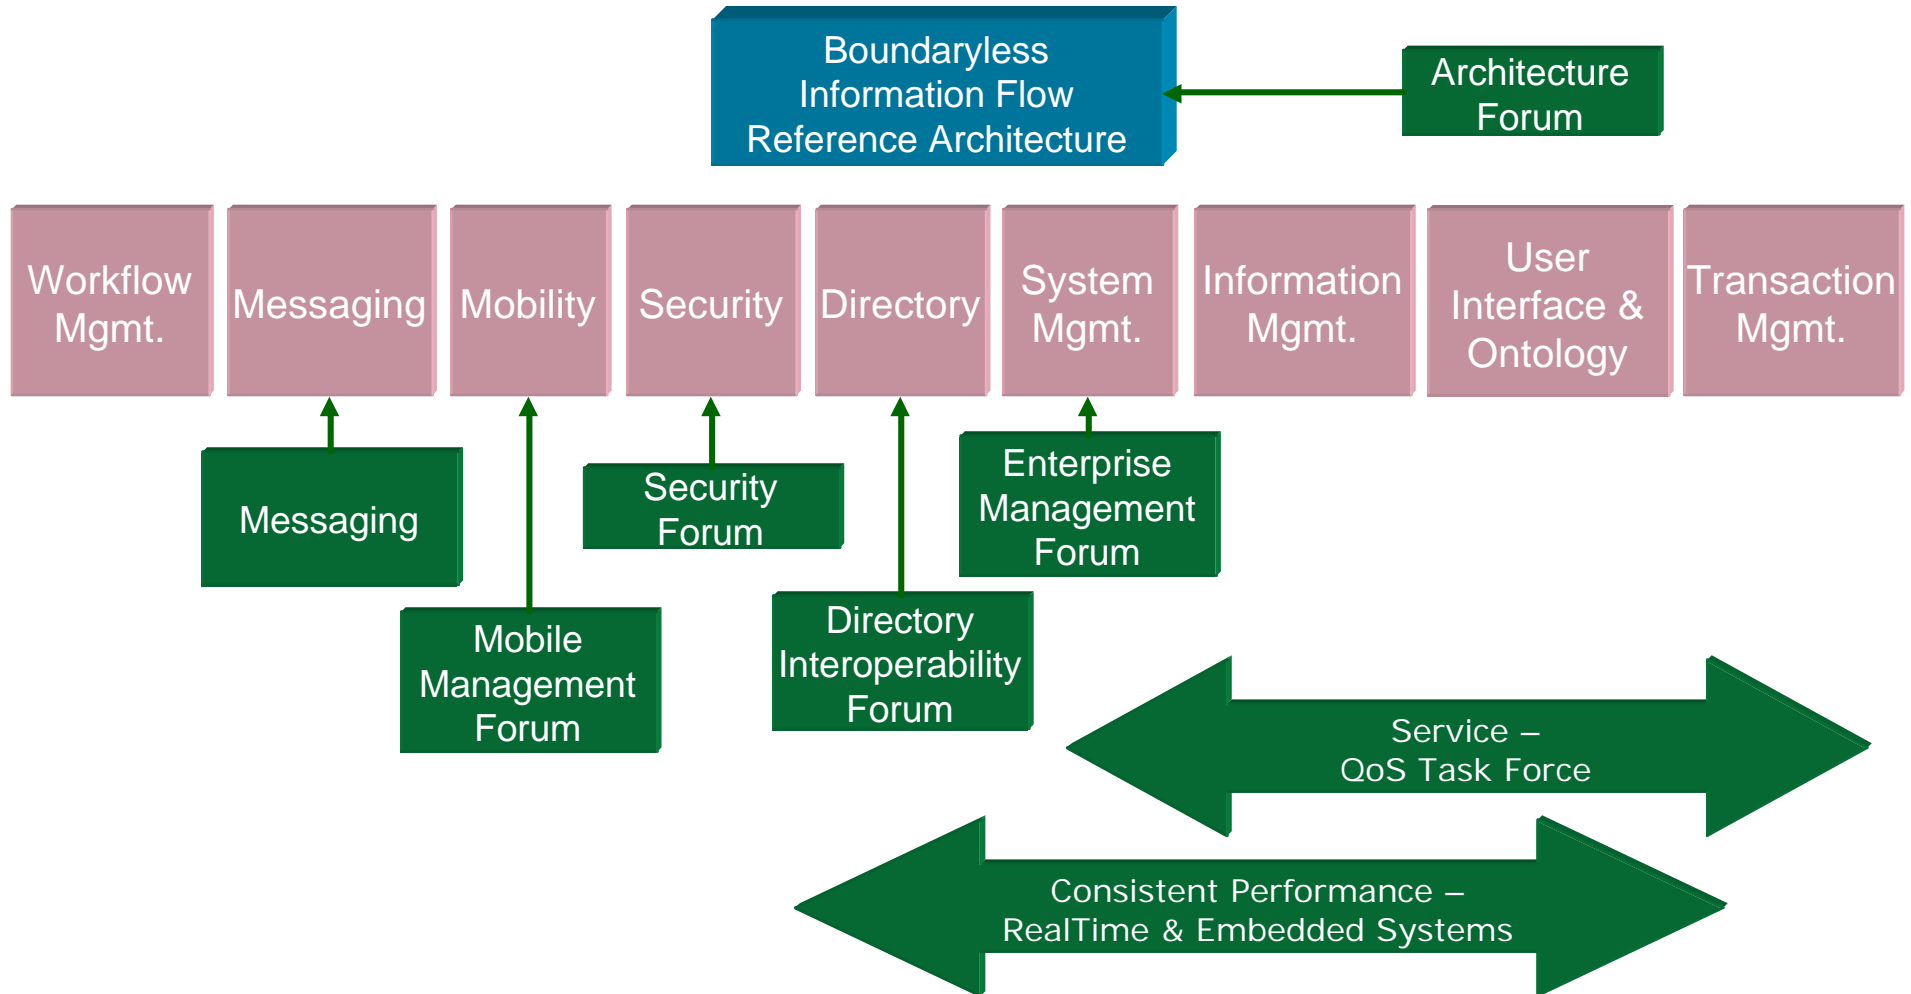 Boundaryless
Information Flow
Reference Architecture
Architecture
Forum
Workflow
Mgmt.
Messaging
Mobility
Security
Directory
System
Mgmt.
Information
Mgmt.
User
Interface &
Ontology
Transaction
Mgmt.
Messaging
Mobile
Management
Forum
Security
Forum
Directory
Interoperability
Forum
Enterprise
Management
Forum
Service –
QoS Task Force
Consistent Performance –
RealTime & Embedded Systems